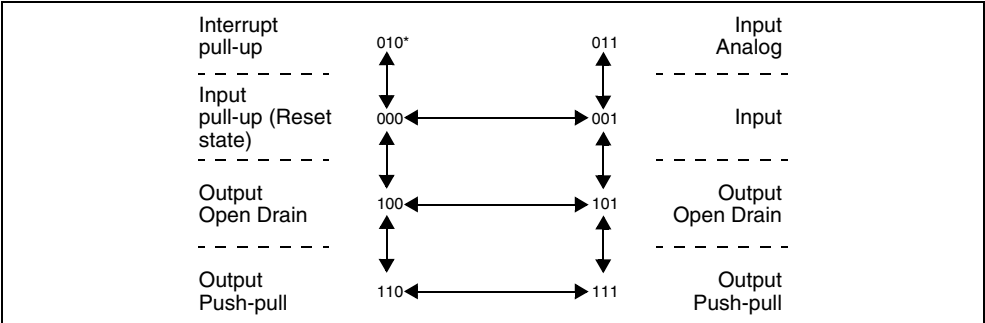 Interrupt
pull-up
010*
011
Input
Analog
Input
pull-up (Reset
state)
000
001
Input
Output
Open Drain
100
101
Output
Open Drain
Output
Push-pull
110
111
Output
Push-pull